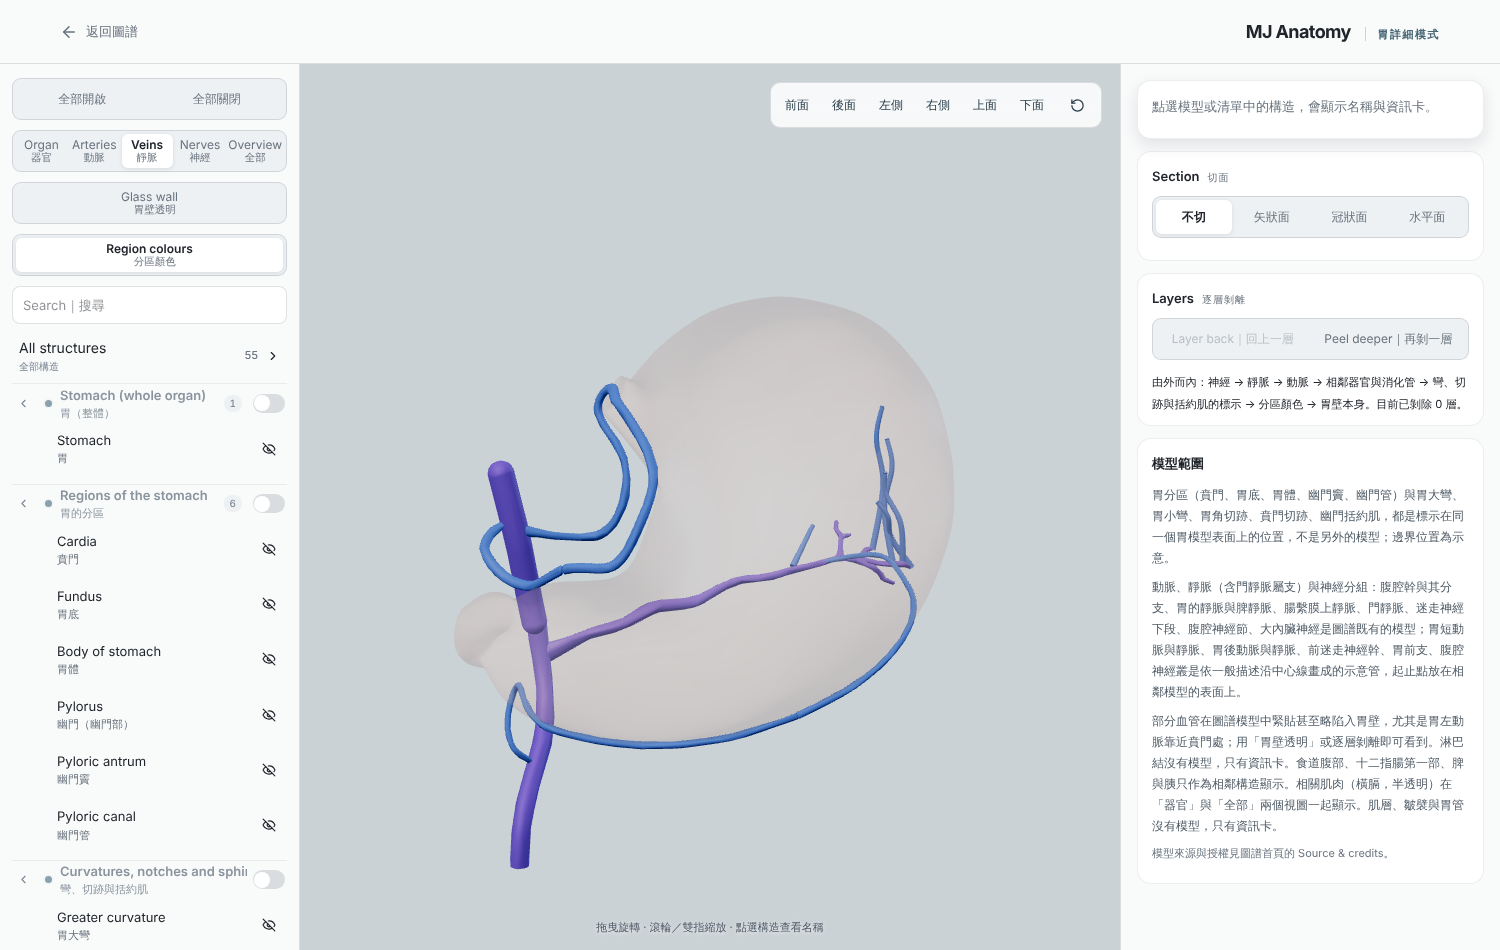 返回圖譜
MJ Anatomy
胃詳細模式
全部開啟
全部關閉
Organ
器官
Arteries
動脈
Veins
靜脈
Nerves
神經
Overview
全部
Glass wall
胃壁透明
Region colours
分區顏色
Search | 搜尋
All structures
全部構造
55
Stomach (whole organ)
胃（整體）
1
Stomach
胃
Regions of the stomach
胃的分區
6
Cardia
賁門
Fundus
胃底
Body of stomach
胃體
Pylorus
幽門（幽門部）
Pyloric antrum
幽門竇
Pyloric canal
幽門管
Curvatures, notches and sphin
彎、切跡與括約肌
Greater curvature
胃大彎
前面
後面
左側
右側
上面
下面
拖曳旋轉 · 滾輪／雙指縮放 · 點選構造查看名稱
點選模型或清單中的構造，會顯示名稱與資訊卡。
Section 切面
不切
矢狀面
冠狀面
水平面
Layers 逐層剝離
Layer back | 回上一層
Peel deeper | 再剝一層
由外而內：神經 → 靜脈 → 動脈 → 相鄰器官與消化管 → 彎、切
跡與括約肌的標示 → 分區顏色 → 胃壁本身。目前已剝除 0 層。
模型範圍
胃分區（賁門、胃底、胃體、幽門竇、幽門管）與胃大彎、
胃小彎、胃角切跡、賁門切跡、幽門括約肌，都是標示在同
一個胃模型表面上的位置，不是另外的模型；邊界位置為示
意。
動脈、靜脈（含門靜脈屬支）與神經分組：腹腔幹與其分
支、胃的靜脈與脾靜脈、腸繫膜上靜脈、門靜脈、迷走神經
下段、腹腔神經節、大內臟神經是圖譜既有的模型；胃短動
脈與靜脈、胃後動脈與靜脈、前迷走神經幹、胃前支、腹腔
神經叢是依一般描述沿中心線畫成的示意管，起止點放在相
鄰模型的表面上。
部分血管在圖譜模型中緊貼甚至略陷入胃壁，尤其是胃左動
脈靠近賁門處；用「胃壁透明」或逐層剝離即可看到。淋巴
結沒有模型，只有資訊卡。食道腹部、十二指腸第一部、脾
與胰只作為相鄰構造顯示。相關肌肉（橫膈，半透明）在
「器官」與「全部」兩個視圖一起顯示。肌層、皺襞與胃管
沒有模型，只有資訊卡。
模型來源與授權見圖譜首頁的 Source & credits。